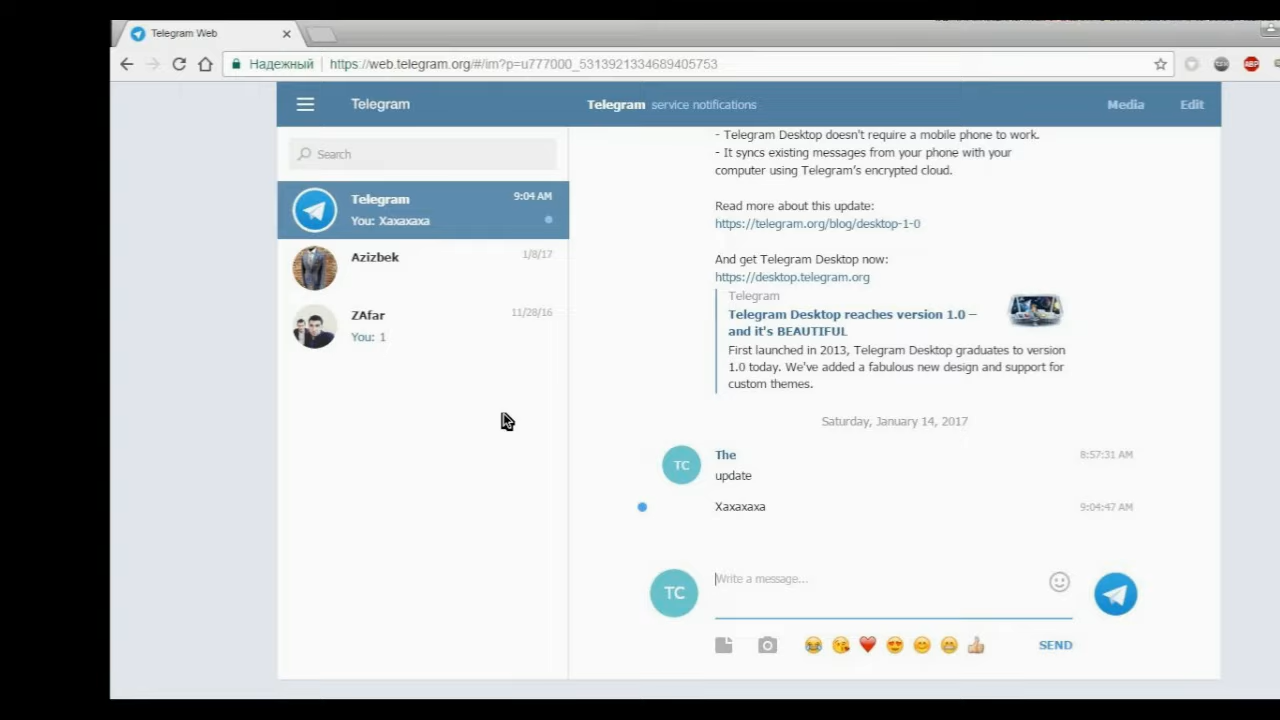 Telegram Web
Надежный
https://web.telegram.org/#/im?p=u777000_5313921334689405753
Telegram
Telegram service notifications
Media
Edit
Search
Telegram
9:04 AM
You: Xaxaxaxa
Azizbek
1/8/17
ZAfar
11/28/16
You: 1
- Telegram Desktop doesn't require a mobile phone to work.
- It syncs existing messages from your phone with your
computer using Telegram's encrypted cloud.
Read more about this update:
https://telegram.org/blog/desktop-1-0
And get Telegram Desktop now:
https://desktop.telegram.org
Telegram
Telegram Desktop reaches version 1.0 –
and it's BEAUTIFUL
First launched in 2013, Telegram Desktop graduates to version
1.0 today. We've added a fabulous new design and support for
custom themes.
Saturday, January 14, 2017
TC
The
8:57:31 AM
update
Xaxaxaxa
9:04:47 AM
TC
Write a message...
SEND
ABP